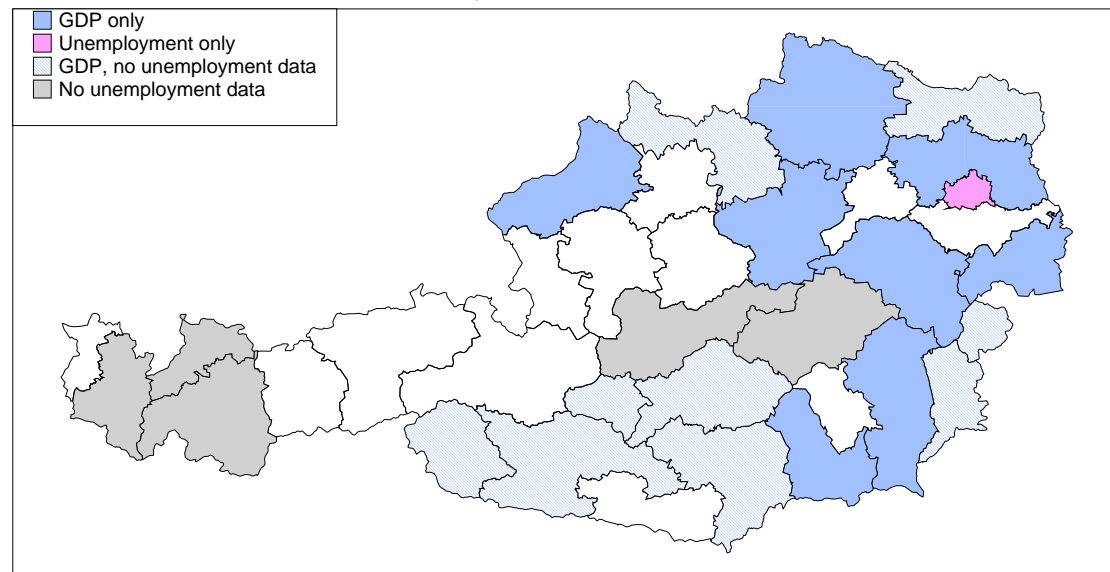 GDP only
Unemployment only
GDP, no unemployment data
No unemployment data